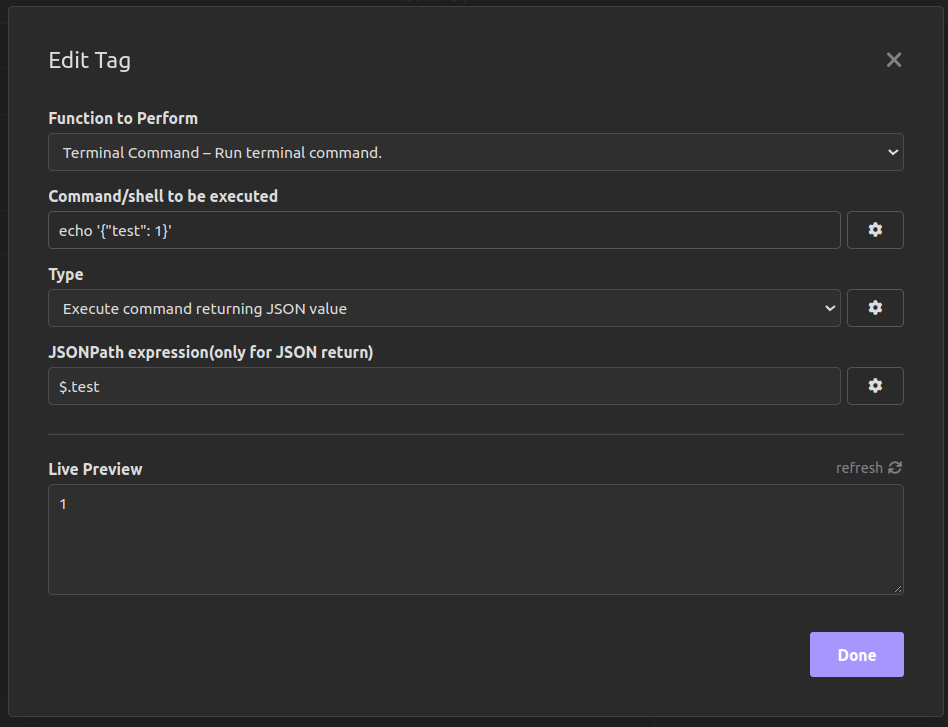 Edit Tag
Function to Perform
Terminal Command – Run terminal command.
Command/shell to be executed
echo '{"test": 1}'
Type
Execute command returning JSON value
JSONPath expression(only for JSON return)
$.test
Live Preview
refresh
1
Done